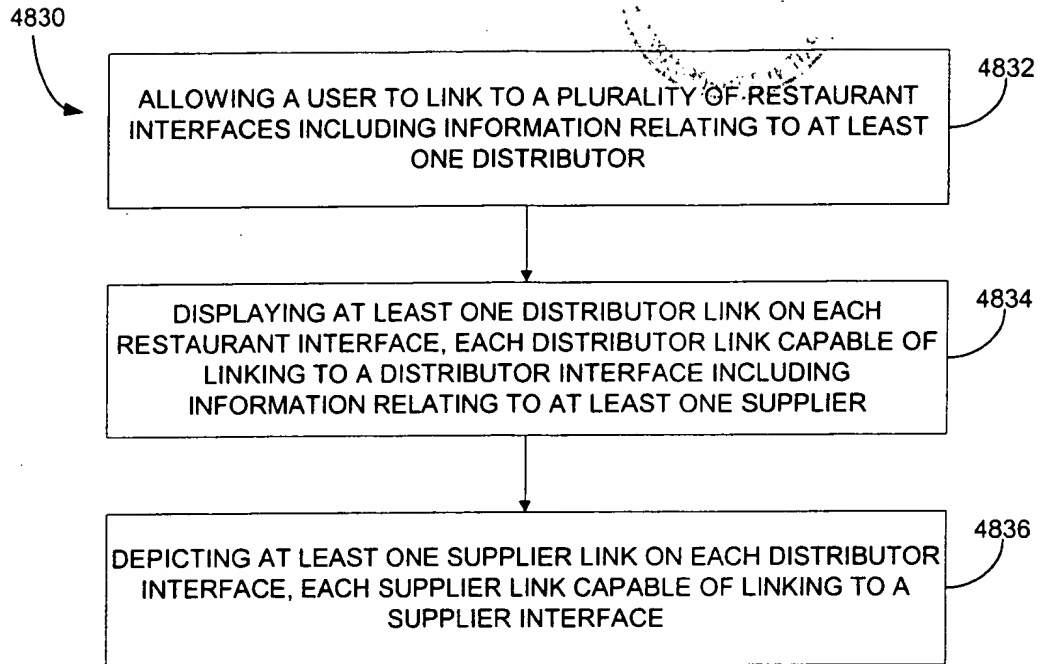 4830
4832
ALLOWING A USER TO LINK TO A PLURALITY OF RESTAURANT
INTERFACES INCLUDING INFORMATION RELATING TO AT LEAST
ONE DISTRIBUTOR
4834
DISPLAYING AT LEAST ONE DISTRIBUTOR LINK ON EACH
RESTAURANT INTERFACE, EACH DISTRIBUTOR LINK CAPABLE OF
LINKING TO A DISTRIBUTOR INTERFACE INCLUDING
INFORMATION RELATING TO AT LEAST ONE SUPPLIER
4836
DEPICTING AT LEAST ONE SUPPLIER LINK ON EACH DISTRIBUTOR
INTERFACE, EACH SUPPLIER LINK CAPABLE OF LINKING TO A
SUPPLIER INTERFACE